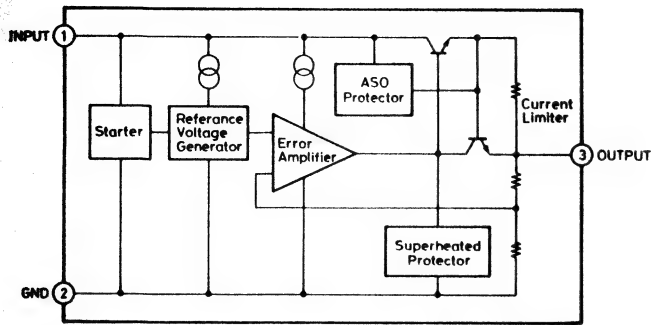 INPUT 1
ASO
Protector
Starter
Referance
Voltage
Generator
Error
Amplifier
Current
Limiter
3 OUTPUT
Superheated
Protector
GND 2